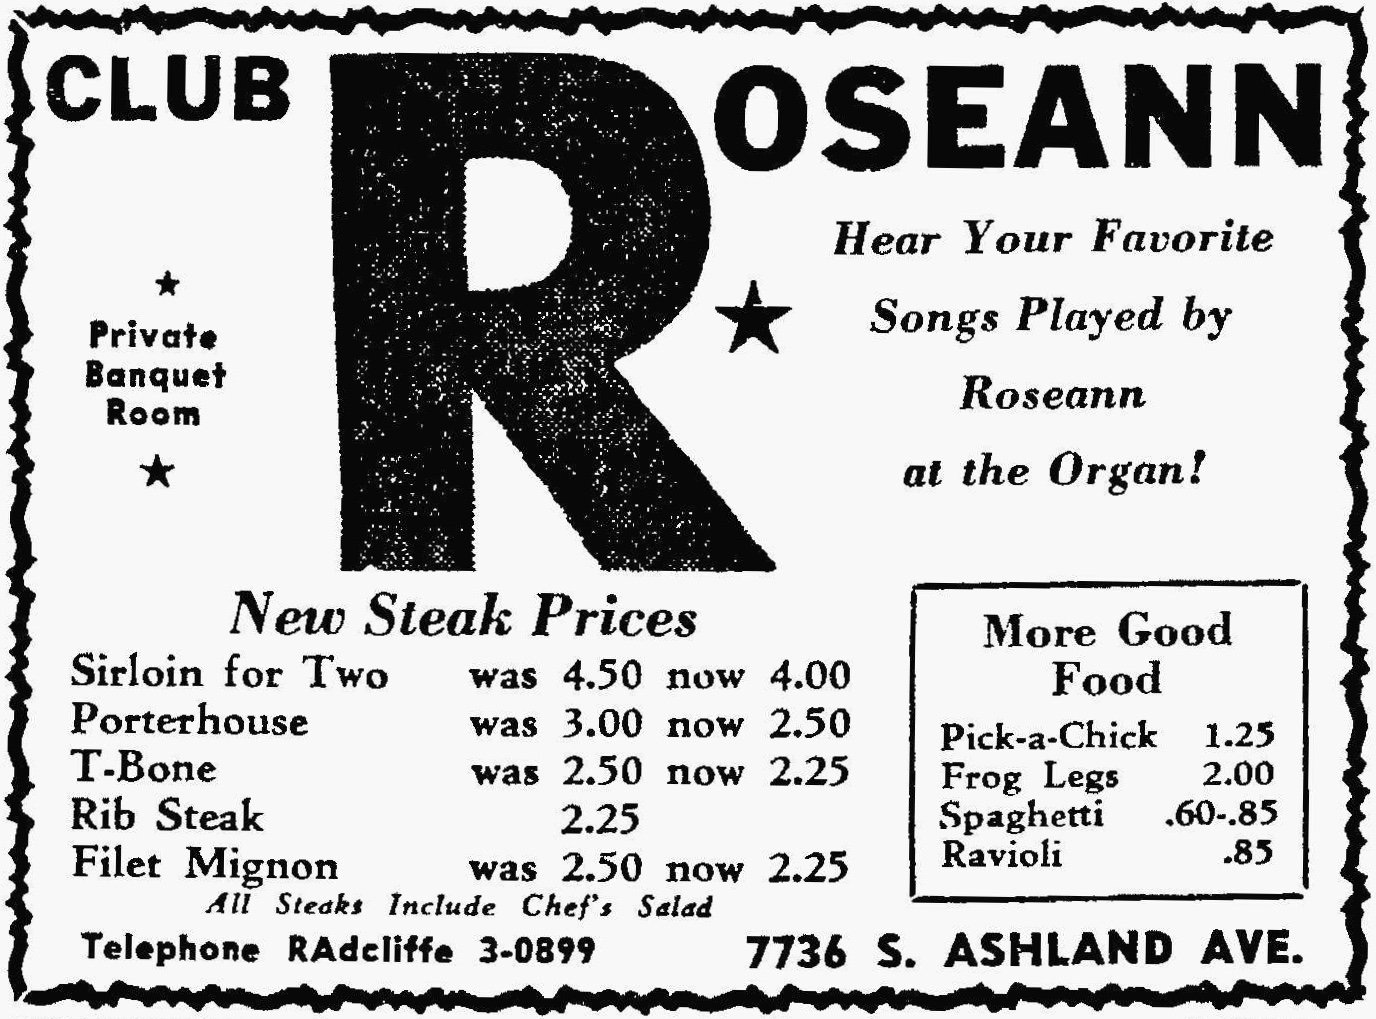 CLUB ROSEANN
★
Private
Banquet
Room
★
★
Hear Your Favorite
Songs Played by
Roseann
at the Organ!
New Steak Prices
Sirloin for Two was 4.50 now 4.00
Porterhouse was 3.00 now 2.50
T-Bone was 2.50 now 2.25
Rib Steak 2.25
Filet Mignon was 2.50 now 2.25
All Steaks Include Chef's Salad
More Good
Food
Pick-a-Chick 1.25
Frog Legs 2.00
Spaghetti .60-.85
Ravioli .85
Telephone RAdcliffe 3-0899
7736 S. ASHLAND AVE.